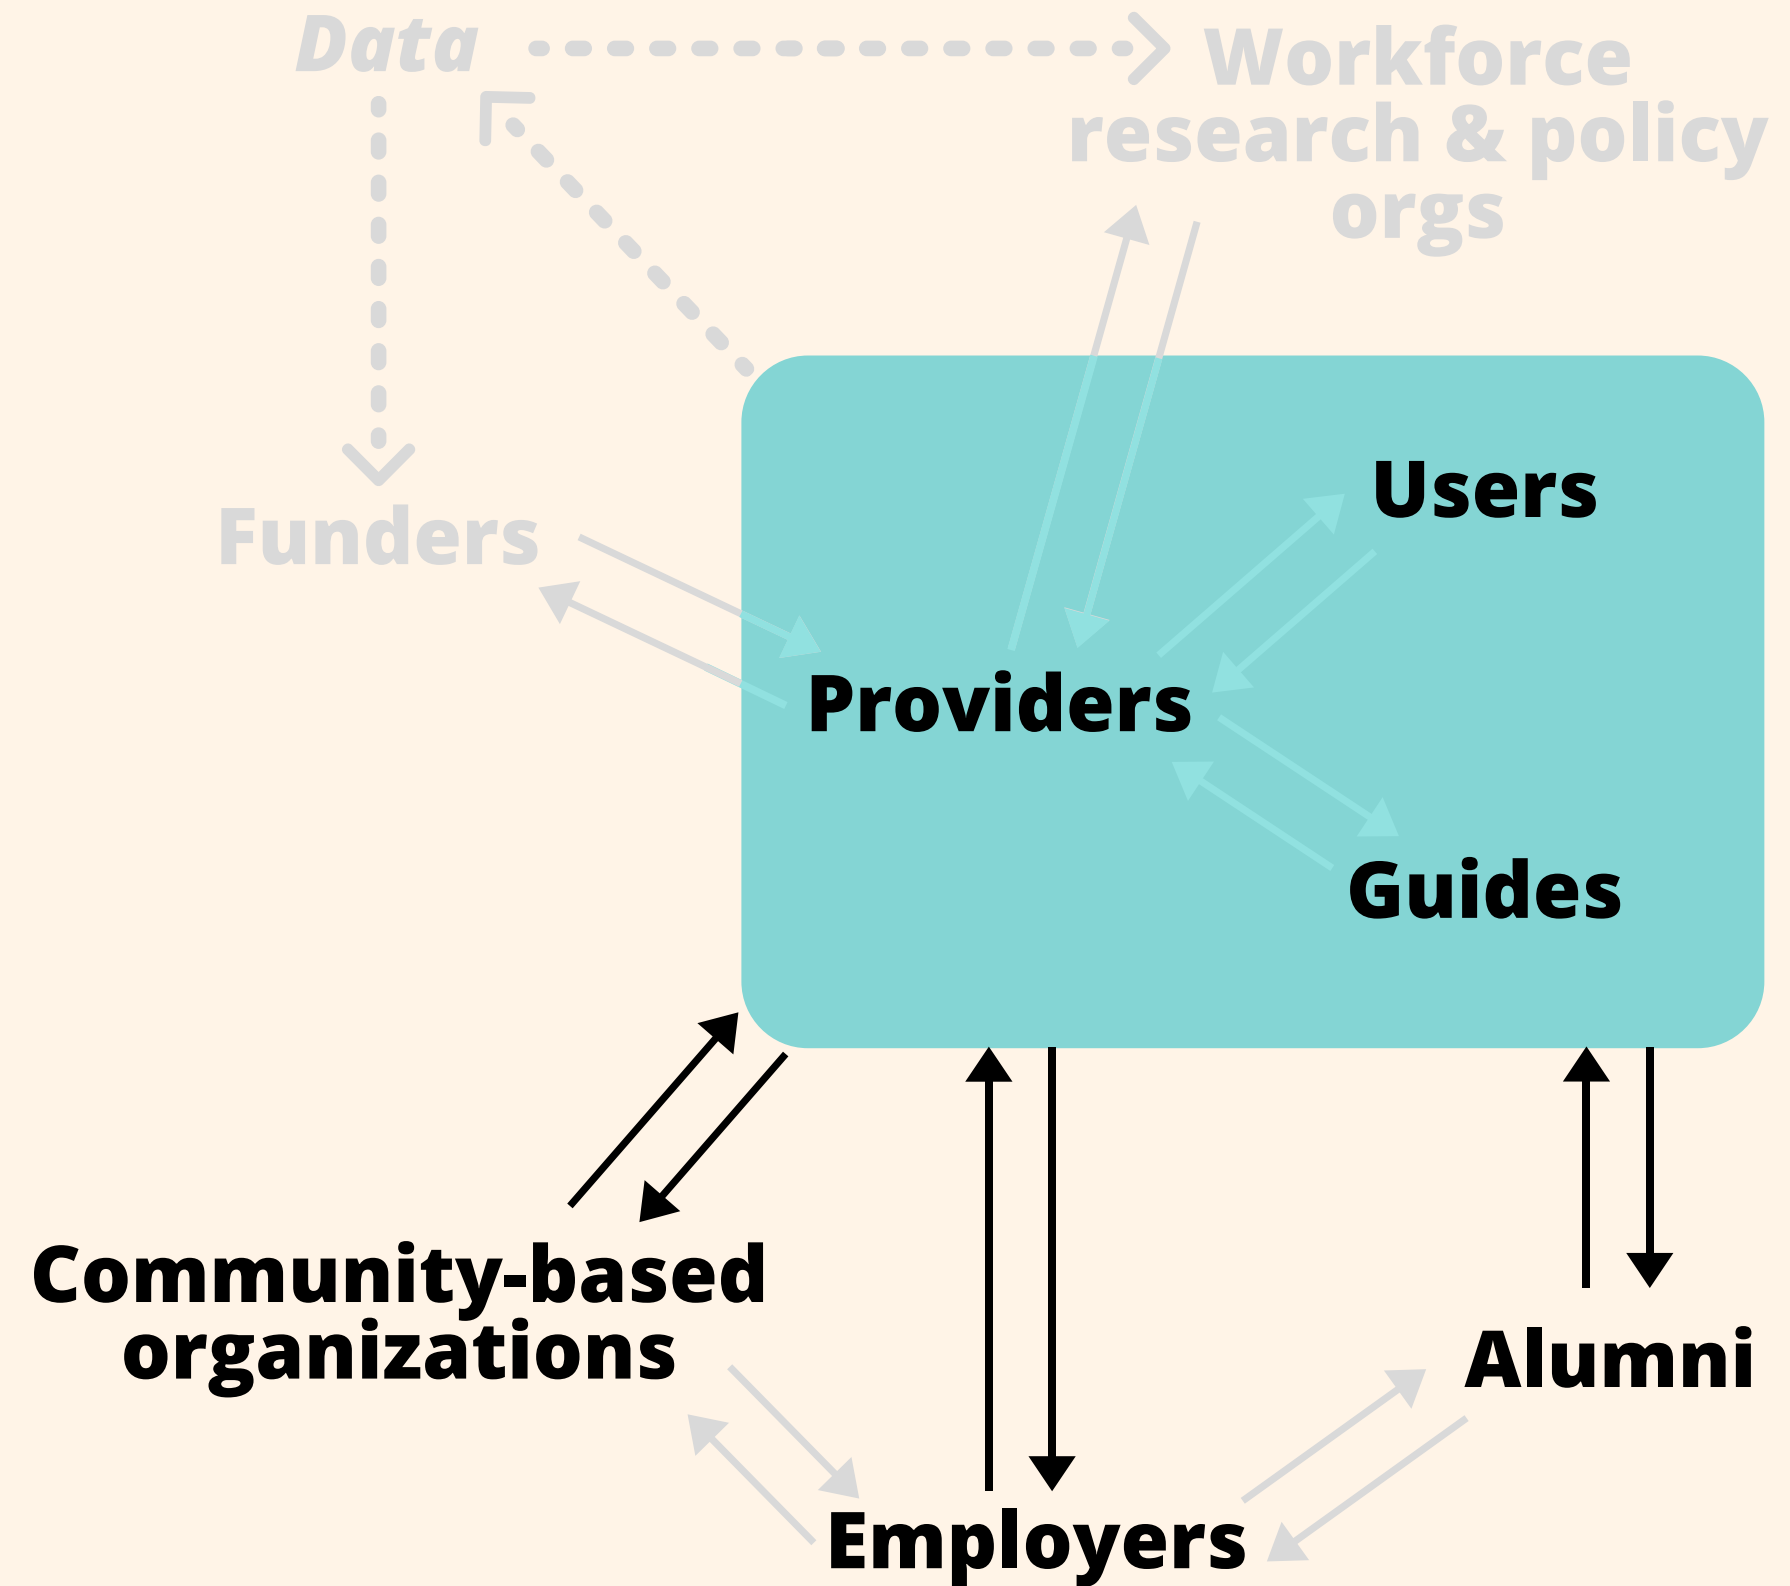 Data
Workforce
research & policy
orgs
Funders
Users
Providers
Guides
Community-based
organizations
Alumni
Employers